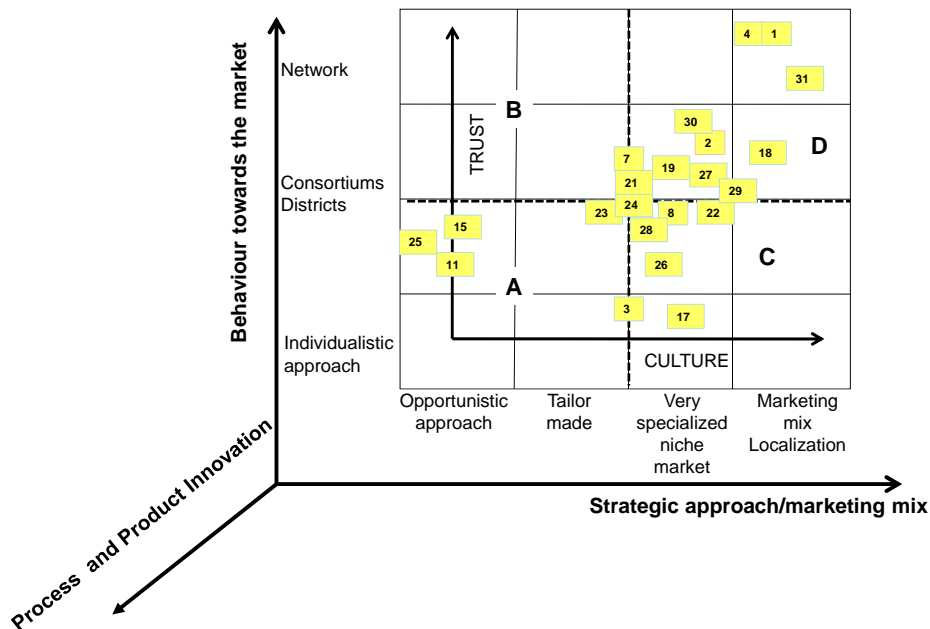 Behaviour towards the market
Network
4
1
31
B
TRUST
30
2
D
7
19
18
27
Consortiums
Districts
21
29
24
23
8
22
15
28
25
11
26
C
A
3
17
Individualistic
approach
CULTURE
Opportunistic
approach
Tailor
made
Very
specialized
niche
market
Marketing
mix
Localization
Strategic approach/marketing mix
Process and Product Innovation